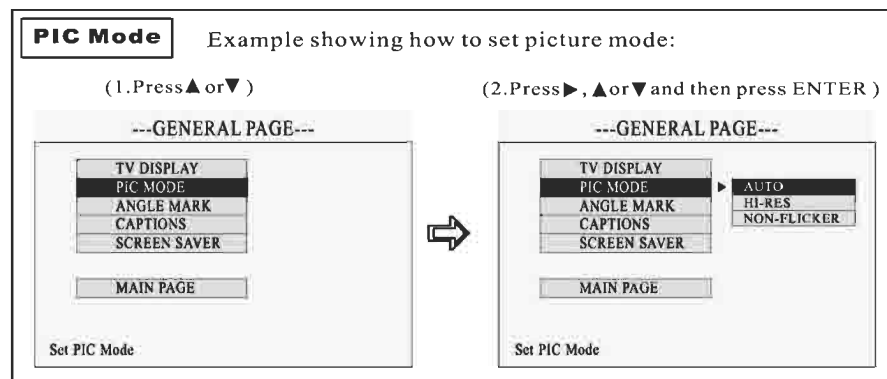 PIC Mode Example showing how to set picture mode:
(1.Press▲ or▼ )
---GENERAL PAGE---
TV DISPLAY
PIC MODE
ANGLE MARK
CAPTIONS
SCREEN SAVER
MAIN PAGE
Set PIC Mode
(2.Press▶, ▲or▼and then press ENTER )
---GENERAL PAGE---
TV DISPLAY
PIC MODE ▶ AUTO
ANGLE MARK HI-RES
CAPTIONS NON-FLICKER
SCREEN SAVER
MAIN PAGE
Set PIC Mode